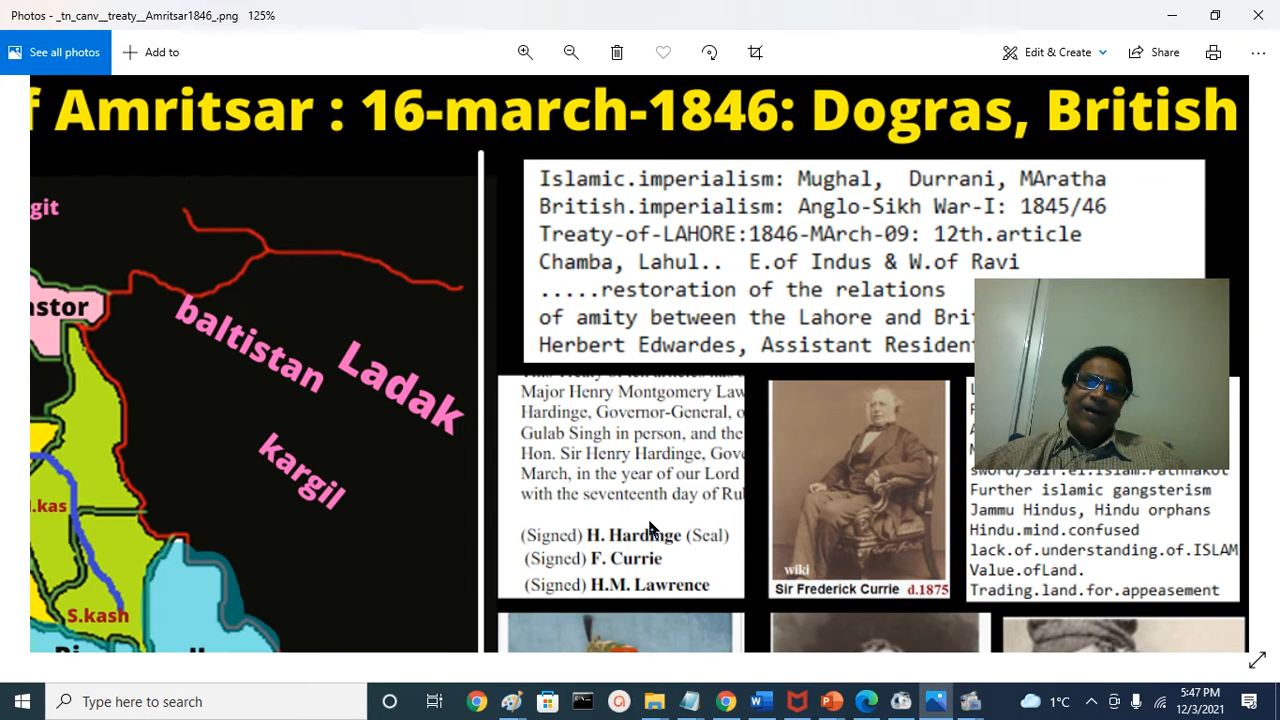 Photos - _tn_canv__treaty__Amritsar1846_.png 125%
See all photos
Add to
Edit & Create
Share
f Amritsar : 16-march-1846: Dogras, British
git
astor
baltistan
Ladak
kargil
.kas
S.kash
Islamic.imperialism: Mughal, Durrani, MAratha
British.imperialism: Anglo-Sikh War-I: 1845/46
Treaty-of-LAHORE:1846-MArch-09: 12th.article
Chamba, Lahul.. E.of Indus & W.of Ravi
.....restoration of the relations
of amity between the Lahore and Bri
Herbert Edwardes, Assistant Residen
Major Henry Montgomery Law
Hardinge, Governor-General, o
Gulab Singh in person, and the
Hon. Sir Henry Hardinge, Gove
March, in the year of our Lord
with the seventeenth day of Ru
(Signed) H. Hardinge (Seal)
(Signed) F. Currie
(Signed) H.M. Lawrence
wiki
Sir Frederick Currie d.1875
Further islamic gangsterism
Jammu Hindus, Hindu orphans
Hindu.mind.confused
lack.of.understanding.of.ISLAM
Value.ofLand.
Trading.land.for.appeasement
Type here to search
1°C
5:47 PM
12/3/2021